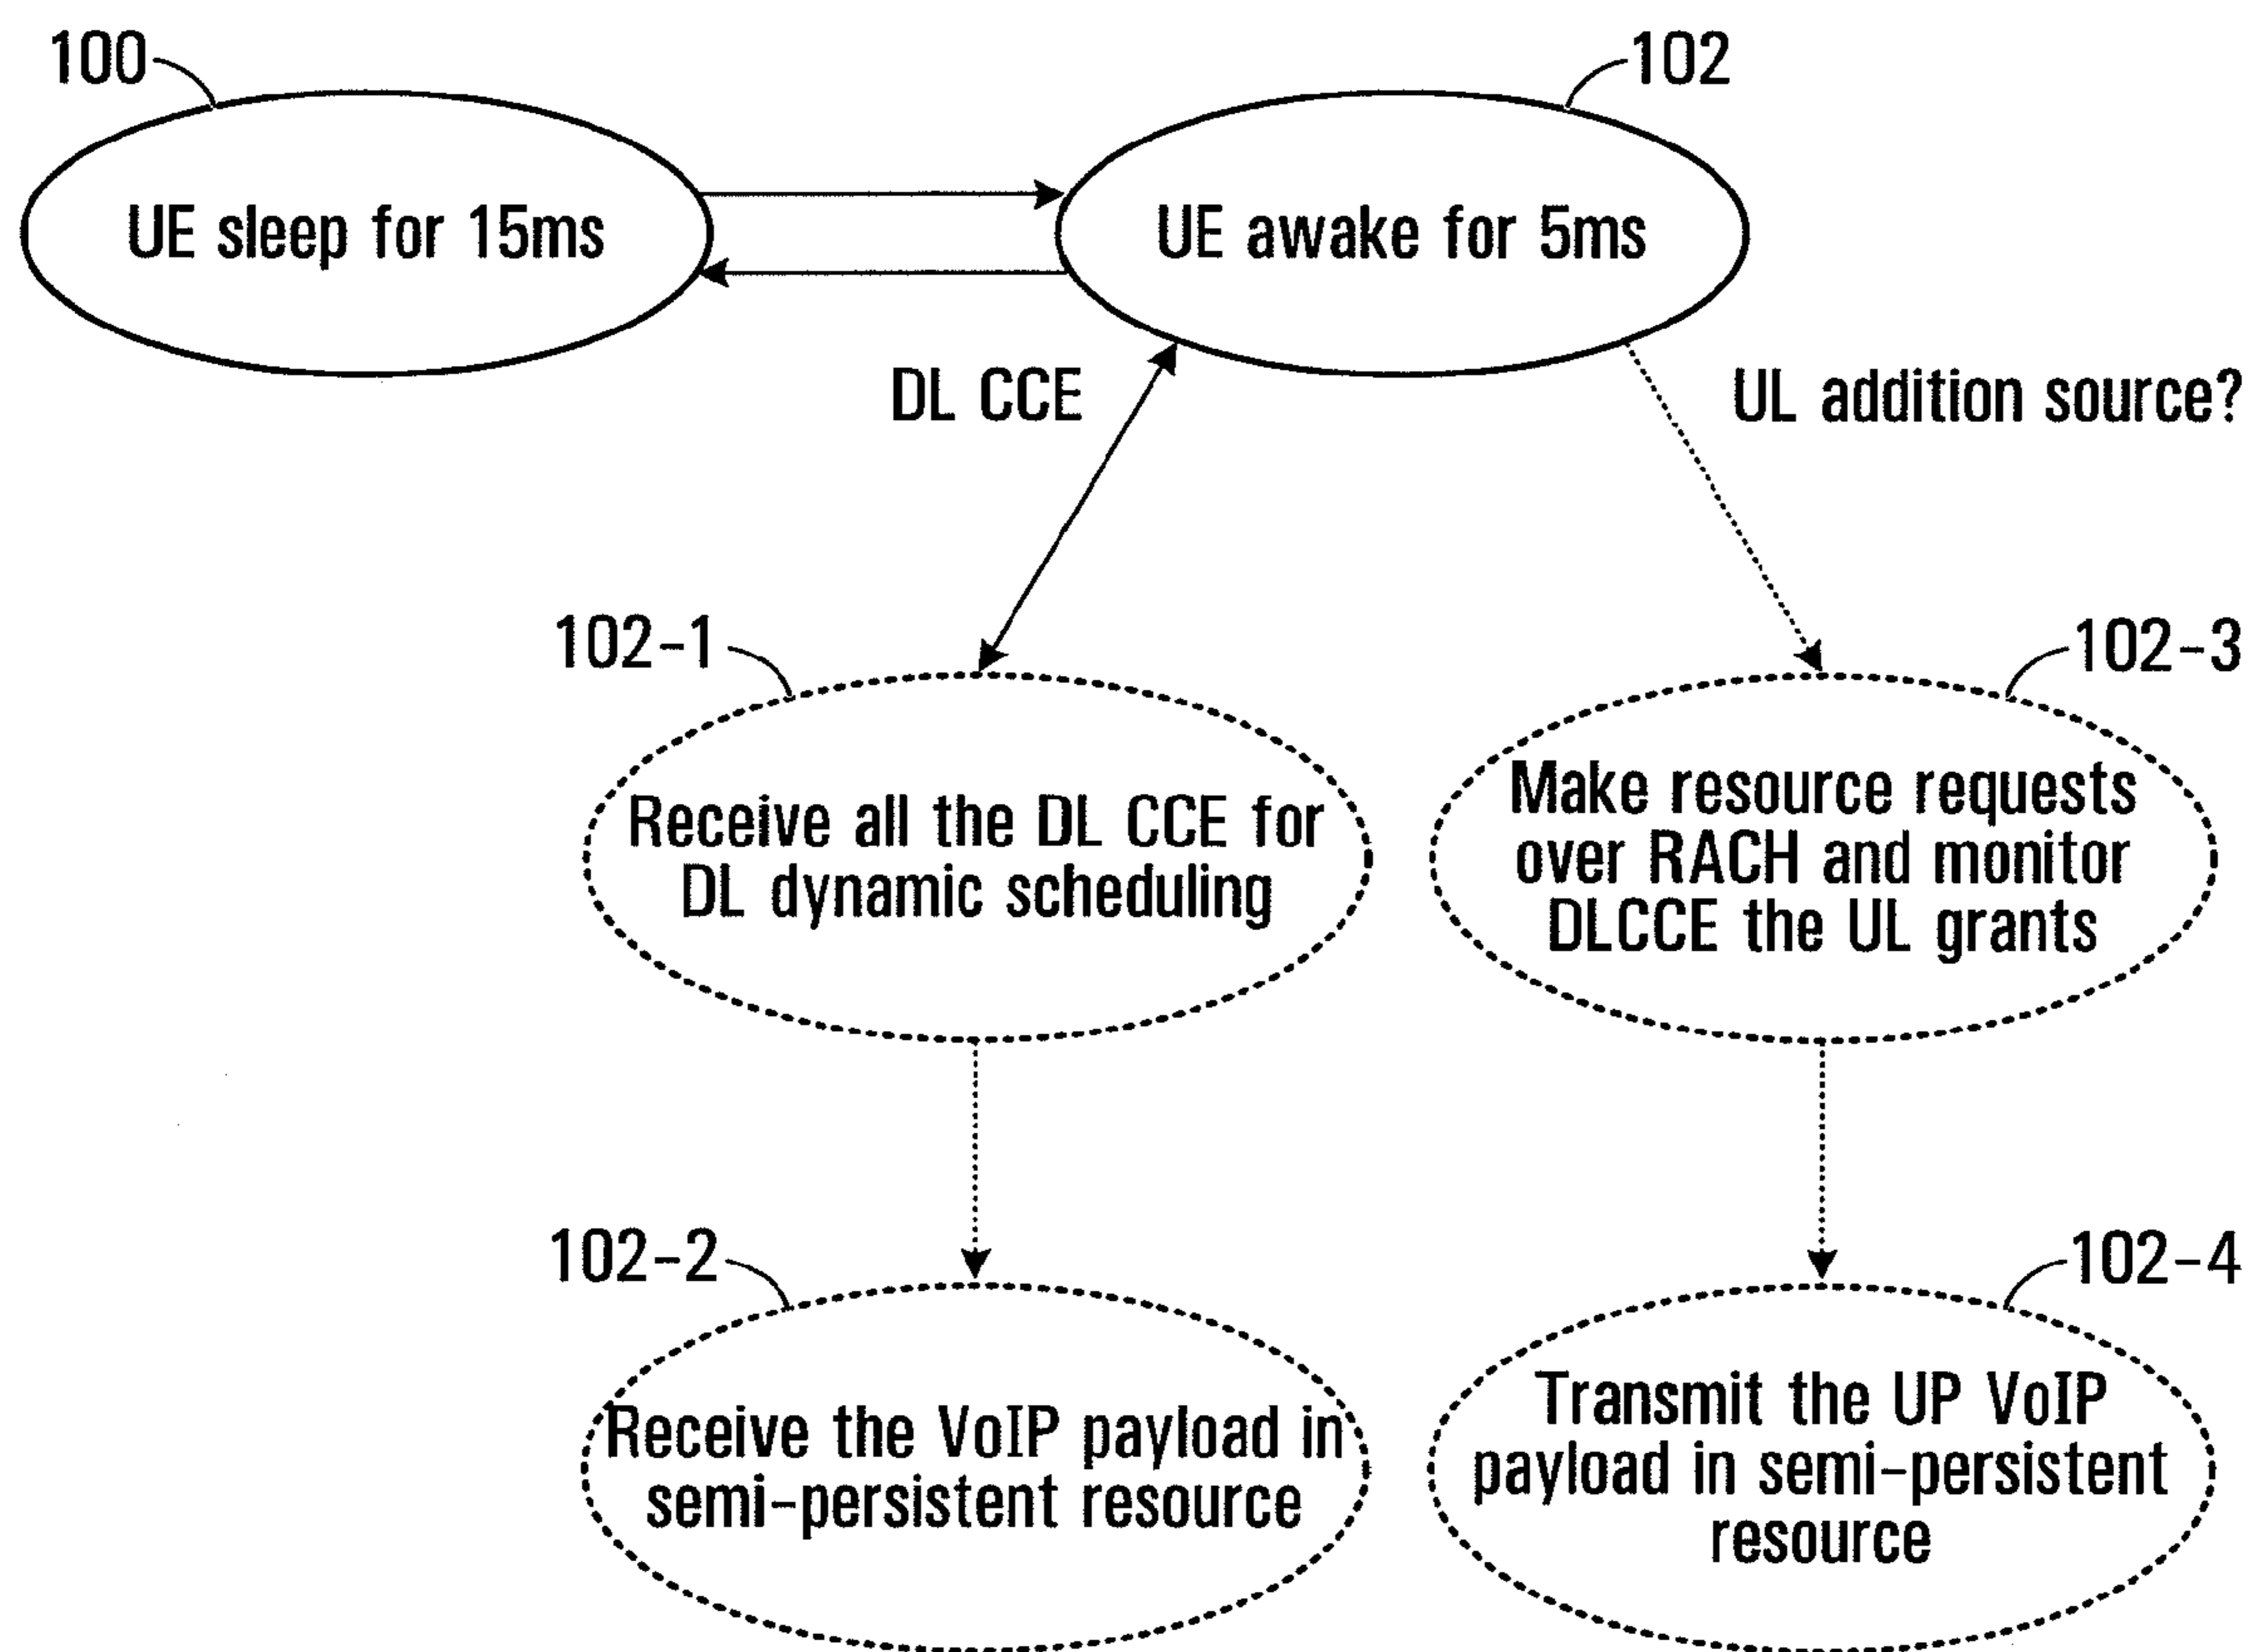 100
102
UE sleep for 15ms
UE awake for 5ms
DL CCE
UL addition source?
102-1
102-3
Receive all the DL CCE for
DL dynamic scheduling
Make resource requests
over RACH and monitor
DLCCE the UL grants
102-2
102-4
Receive the VoIP payload in
semi-persistent resource
Transmit the UP VoIP
payload in semi-persistent
resource